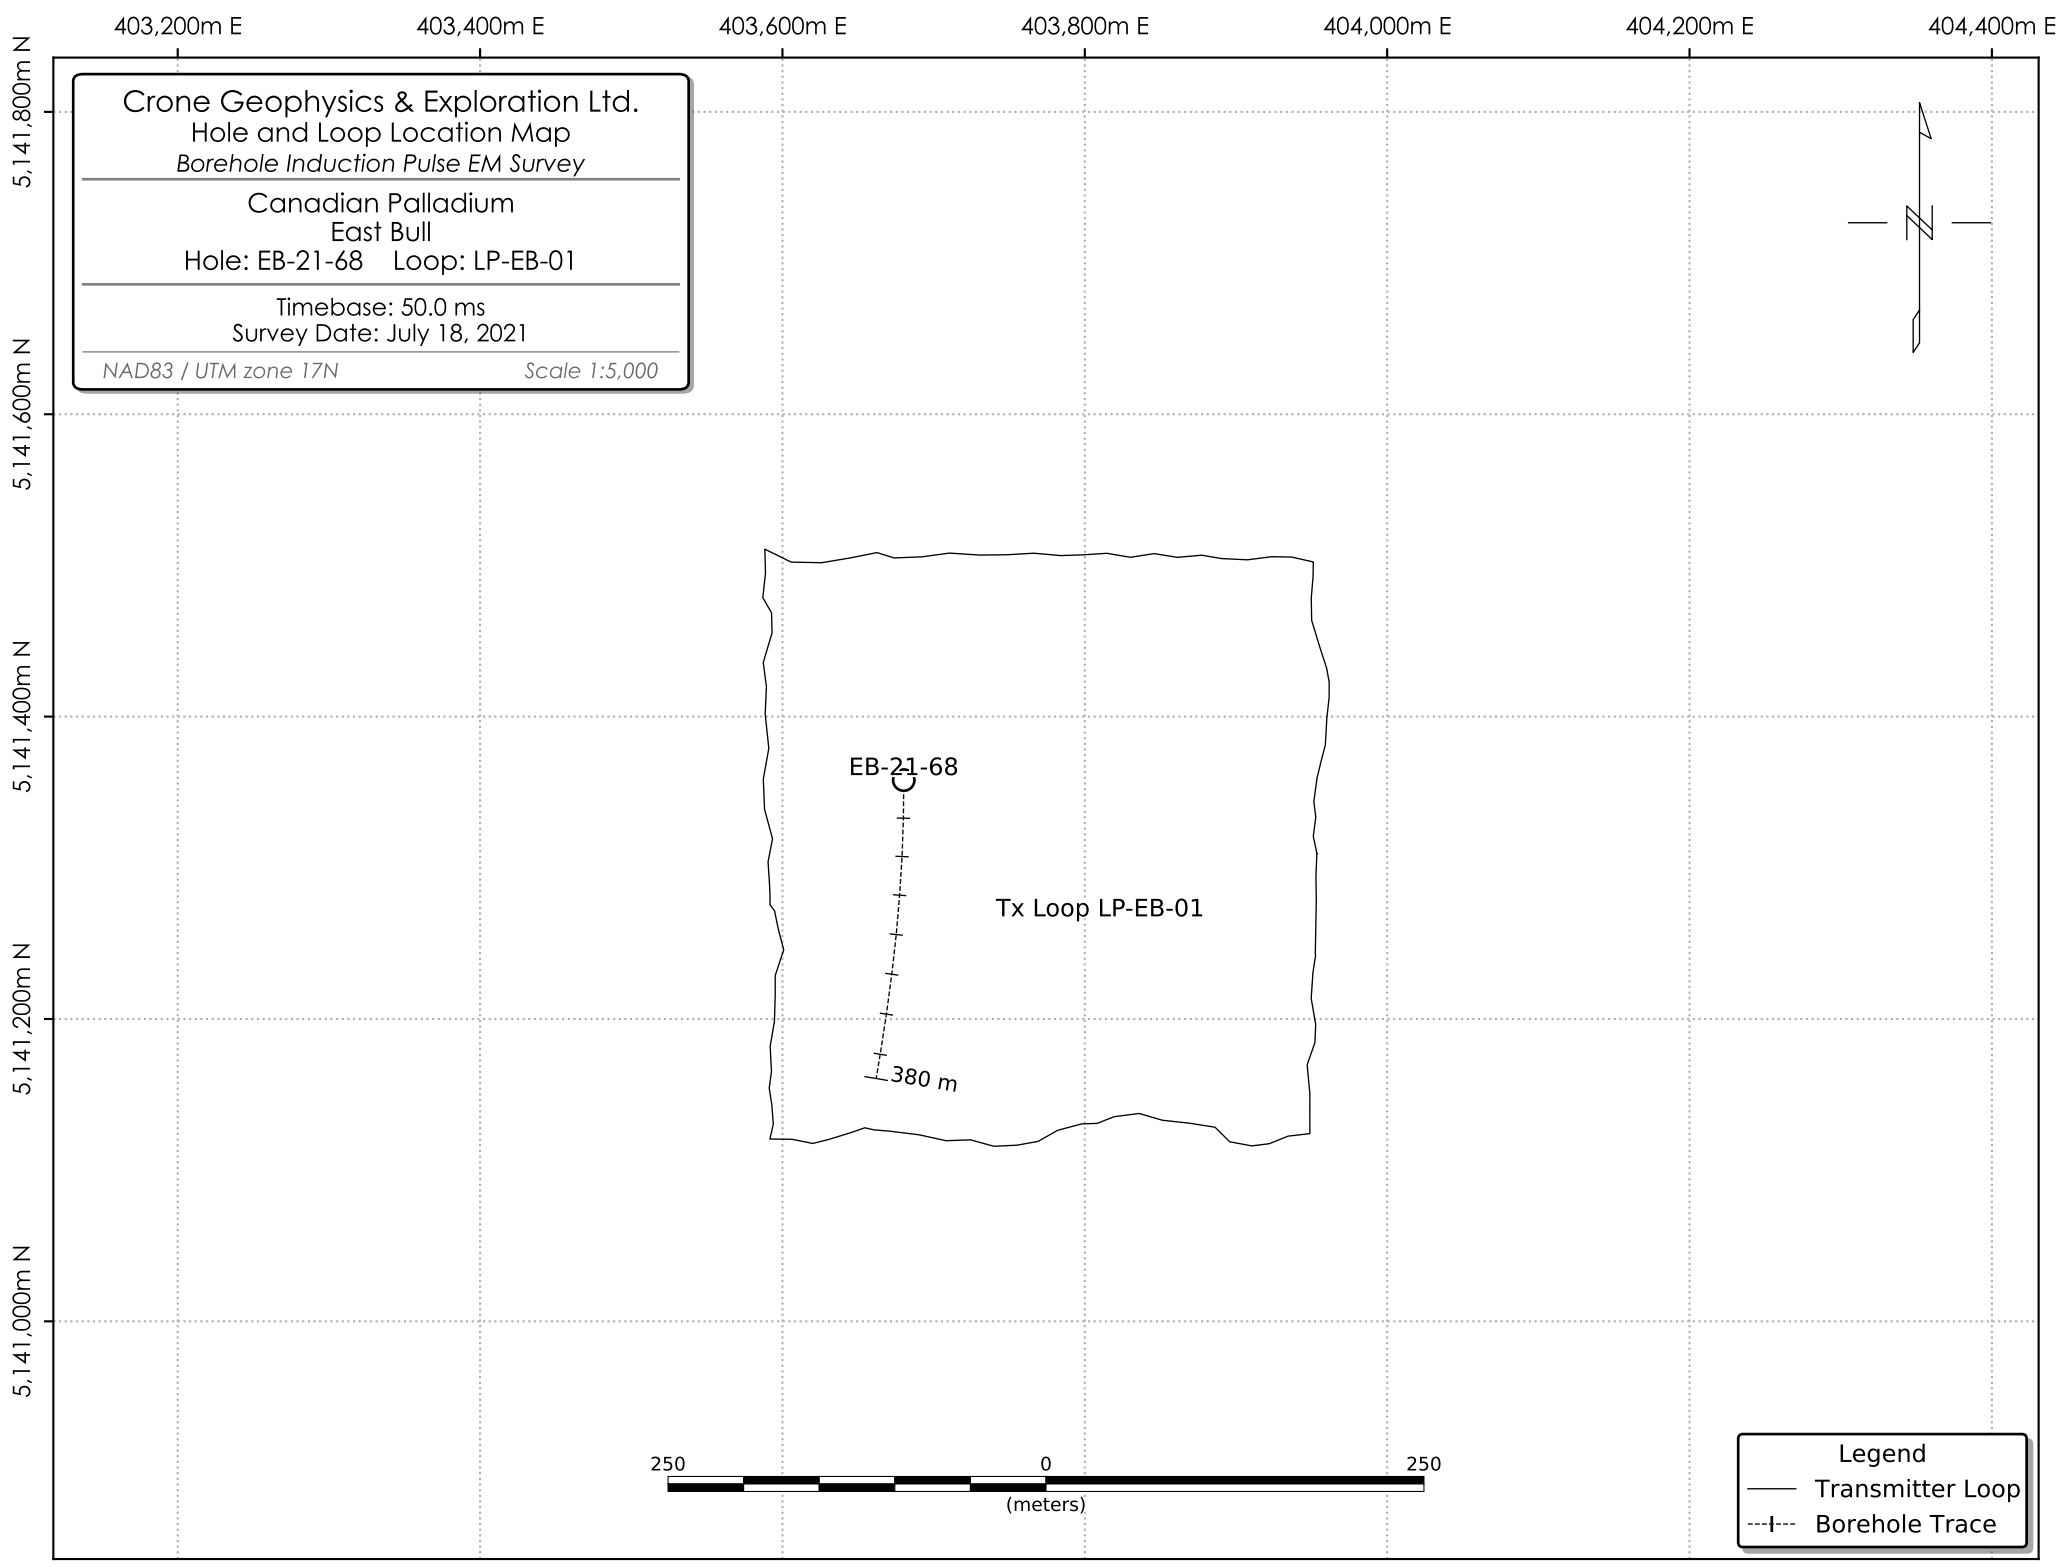 403,200m E 403,400m E 403,600m E 403,800m E 404,000m E 404,200m E 404,400m E
5,141,800m N
5,141,600m N
5,141,400m N
5,141,200m N
5,141,000m N
Crone Geophysics & Exploration Ltd.
Hole and Loop Location Map
Borehole Induction Pulse EM Survey
Canadian Palladium
East Bull
Hole: EB-21-68 Loop: LP-EB-01
Timebase: 50.0 ms
Survey Date: July 18, 2021
NAD83 / UTM zone 17N Scale 1:5,000
N
EB-21-68
Tx Loop LP-EB-01
380 m
250 0 250
(meters)
Legend
Transmitter Loop
Borehole Trace